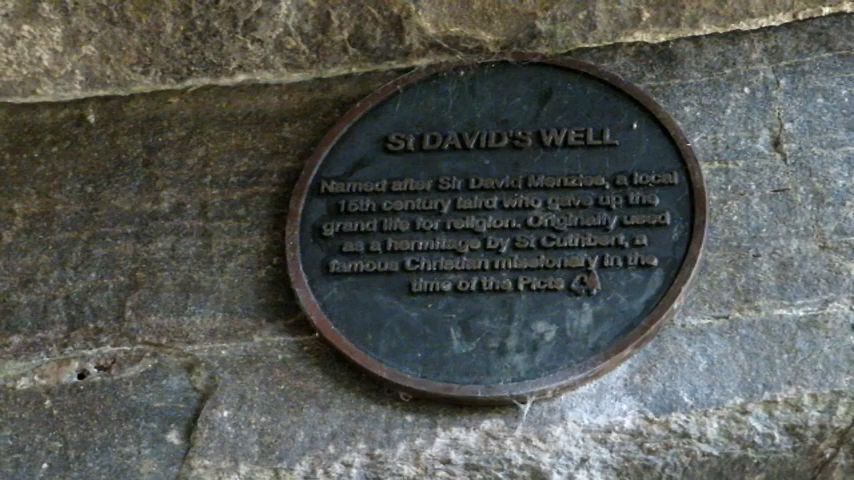 St DAVID'S WELL
Named after Sir David Menzies, a local
15th century laird who gave up the
grand life for religion. Originally used
as a hermitage by St Cuthbert, a
famous Christian missionary in the
time of the Picts